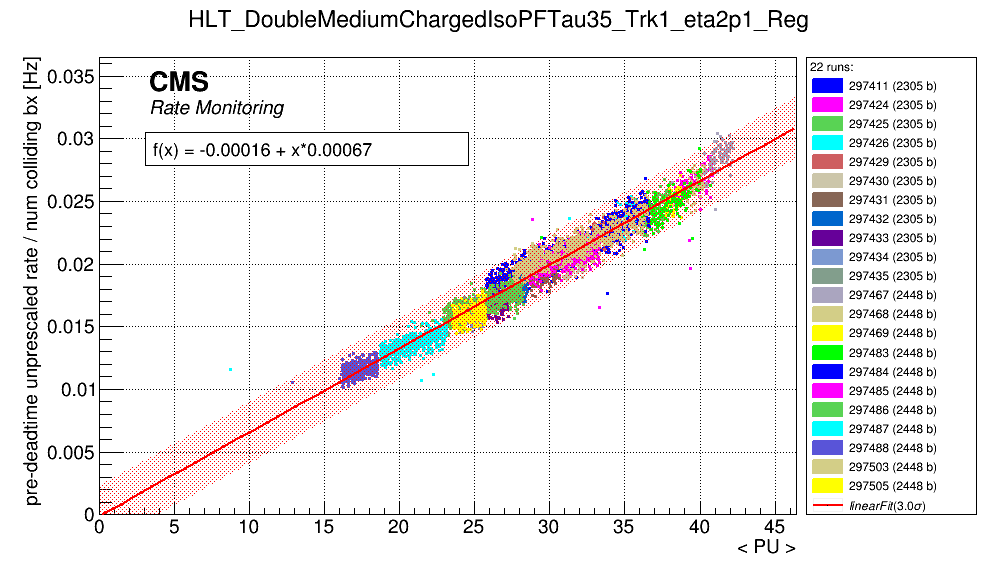 HLT_DoubleMediumChargedIsoPFTau35_Trk1_eta2p1_Reg
pre-deadtime unprescaled rate / num colliding bx [Hz]
CMS
Rate Monitoring
f(x) = -0.00016 + x*0.00067
0.035
0.03
0.025
0.02
0.015
0.01
0.005
0
0 5 10 15 20 25 30 35 40 45
< PU >
22 runs:
297411 (2305 b)
297424 (2305 b)
297425 (2305 b)
297426 (2305 b)
297429 (2305 b)
297430 (2305 b)
297431 (2305 b)
297432 (2305 b)
297433 (2305 b)
297434 (2305 b)
297435 (2305 b)
297467 (2448 b)
297468 (2448 b)
297469 (2448 b)
297483 (2448 b)
297484 (2448 b)
297485 (2448 b)
297486 (2448 b)
297487 (2448 b)
297488 (2448 b)
297503 (2448 b)
297505 (2448 b)
linearFit(3.0σ)